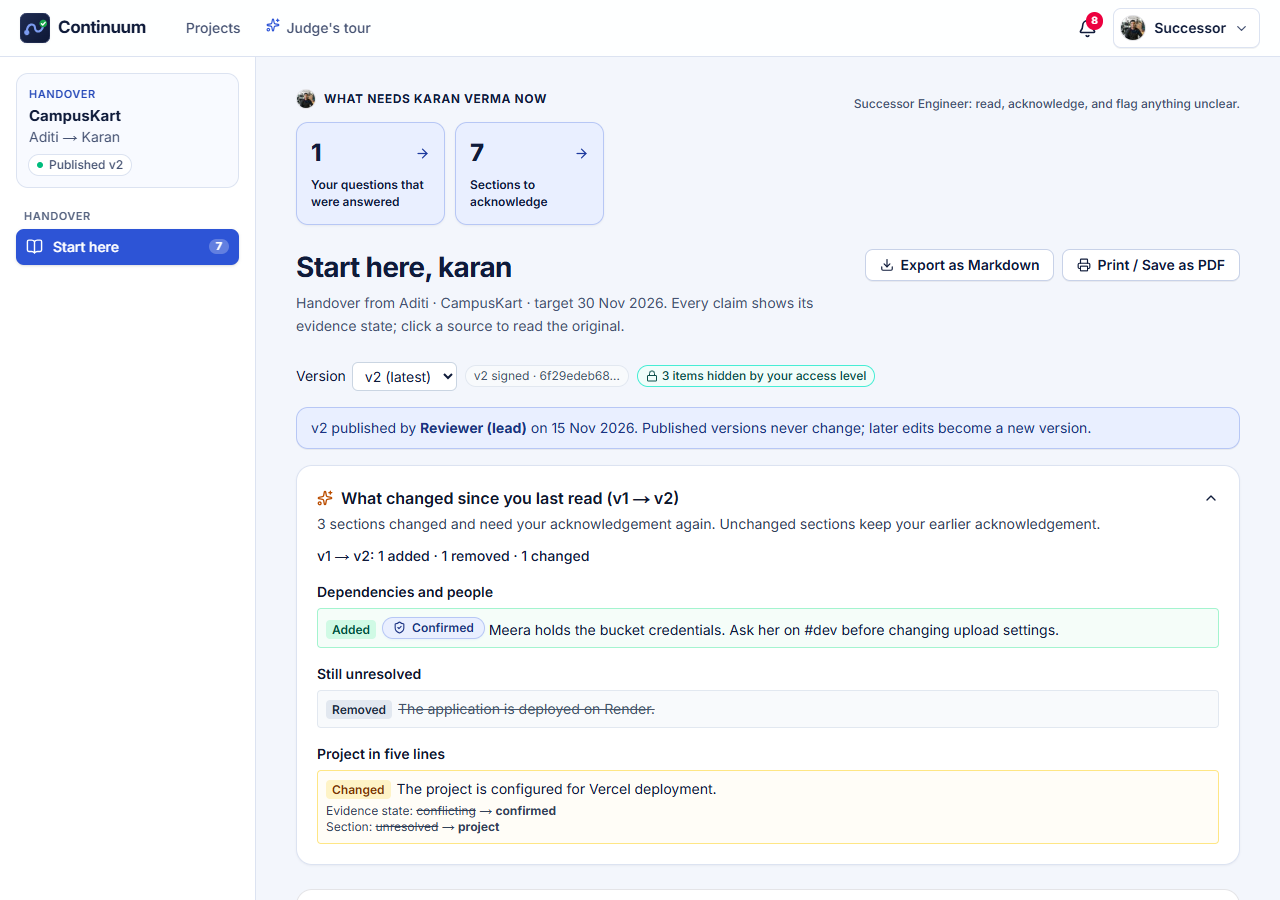 Continuum
Projects
Judge's tour
8
Successor
HANDOVER
CampusKart
Aditi → Karan
Published v2
HANDOVER
Start here
7
WHAT NEEDS KARAN VERMA NOW
Successor Engineer: read, acknowledge, and flag anything unclear.
1
Your questions that
were answered
7
Sections to
acknowledge
Start here, karan
Export as Markdown
Print / Save as PDF
Handover from Aditi · CampusKart · target 30 Nov 2026. Every claim shows its
evidence state; click a source to read the original.
Version
v2 (latest)
v2 signed · 6f29edeb68…
3 items hidden by your access level
v2 published by Reviewer (lead) on 15 Nov 2026. Published versions never change; later edits become a new version.
What changed since you last read (v1 → v2)
3 sections changed and need your acknowledgement again. Unchanged sections keep your earlier acknowledgement.
v1 → v2: 1 added · 1 removed · 1 changed
Dependencies and people
Added Confirmed Meera holds the bucket credentials. Ask her on #dev before changing upload settings.
Still unresolved
Removed The application is deployed on Render.
Project in five lines
Changed The project is configured for Vercel deployment.
Evidence state: conflicting → confirmed
Section: unresolved → project